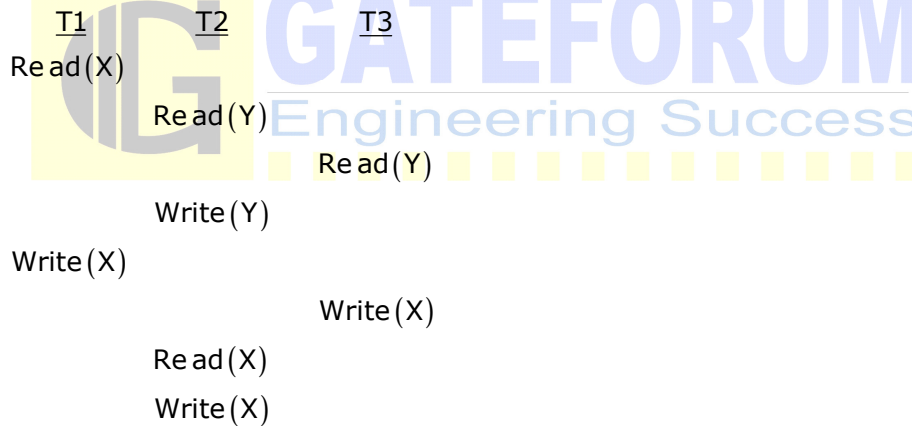 T1 T2 T3
Read(X)
GATEFORUM
Read(Y)
Engineering Success
Read(Y)
Write(Y)
Write(X)
Write(X)
Read(X)
Write(X)